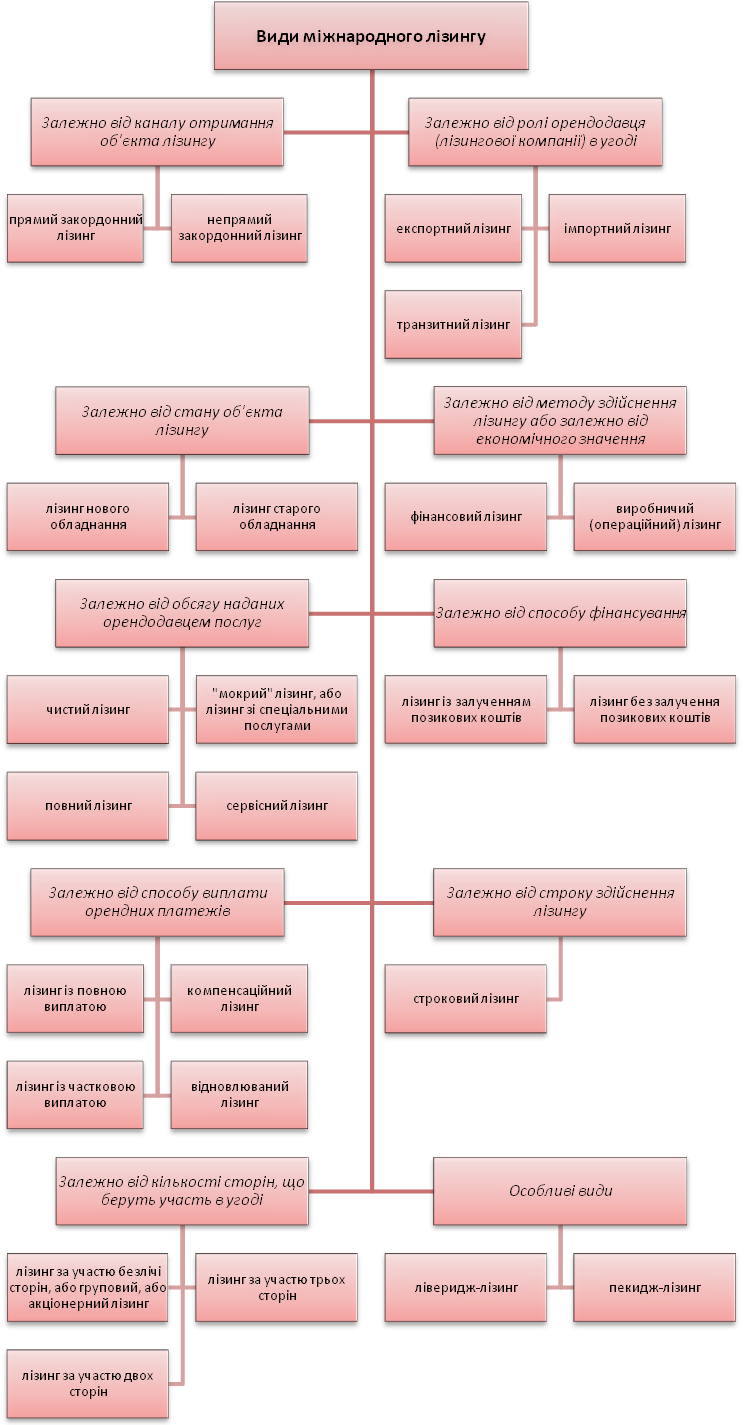 Види міжнародного лізингу
Залежно від каналу отримання
об'єкта лізингу
Залежно від ролі орендодавця
(лізингової компанії) в угоді
прямий закордонний
лізинг
непрямий
закордонний лізинг
експортний лізинг
імпортний лізинг
транзитний лізинг
Залежно від стану об'єкта
лізингу
Залежно від методу здійснення
лізингу або залежно від
економічного значення
лізинг нового
обладнання
лізинг старого
обладнання
фінансовий лізинг
виробничий
(операційний) лізинг
Залежно від обсягу наданих
орендодавцем послуг
Залежно від способу фінансування
чистий лізинг
"мокрий" лізинг, або
лізинг зі спеціальними
послугами
лізинг із залученням
позикових коштів
лізинг без залучення
позикових коштів
повний лізинг
сервісний лізинг
Залежно від способу виплати
орендних платежів
Залежно від строку здійснення
лізингу
лізинг із повною
виплатою
компенсаційний
лізинг
строковий лізинг
лізинг із частковою
виплатою
відновлюваний
лізинг
Залежно від кількості сторін, що
беруть участь в угоді
Особливі види
лізинг за участю безлічі
сторін, або груповий, або
акціонерний лізинг
лізинг за участю трьох
сторін
ліверидж-лізинг
пекидж-лізинг
лізинг за участю двох
сторін